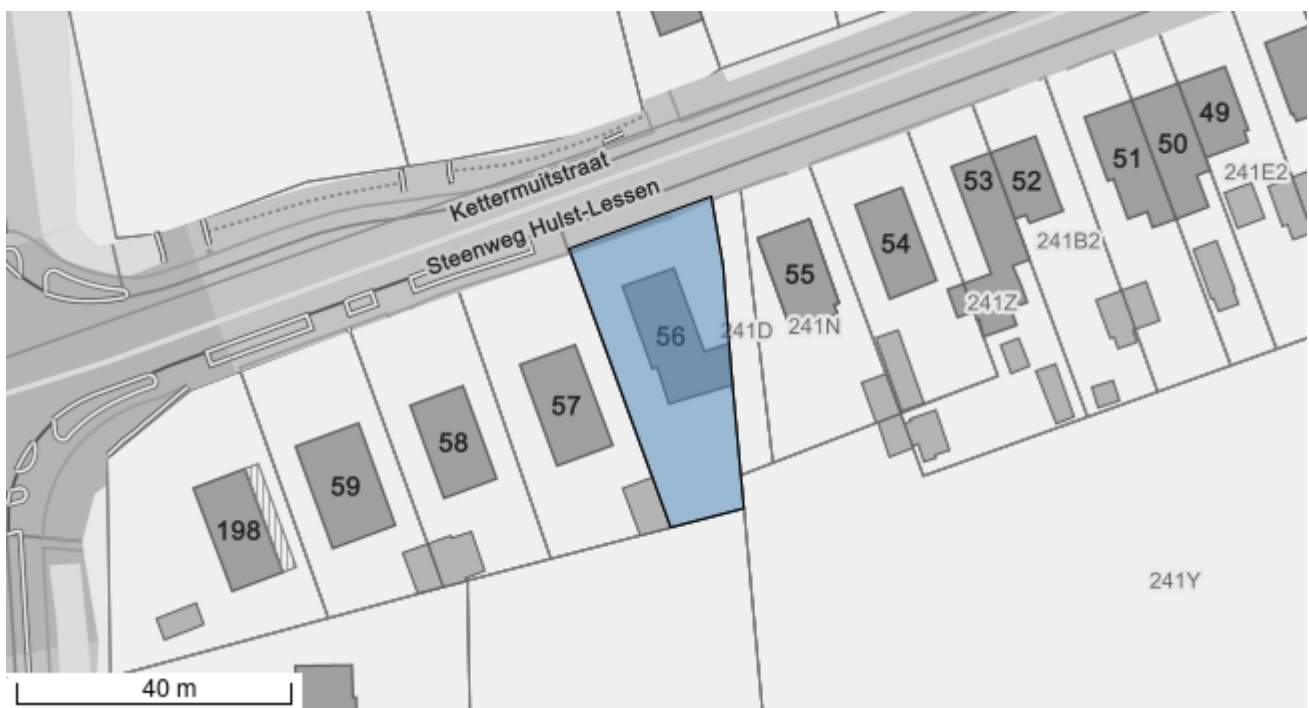 Kettermuitstraat
Steenweg Hulst-Lessen
49
50
51
52
53
54
55
56
57
58
59
198
241E2
241B2
241Z
241N
241D
241Y
40 m